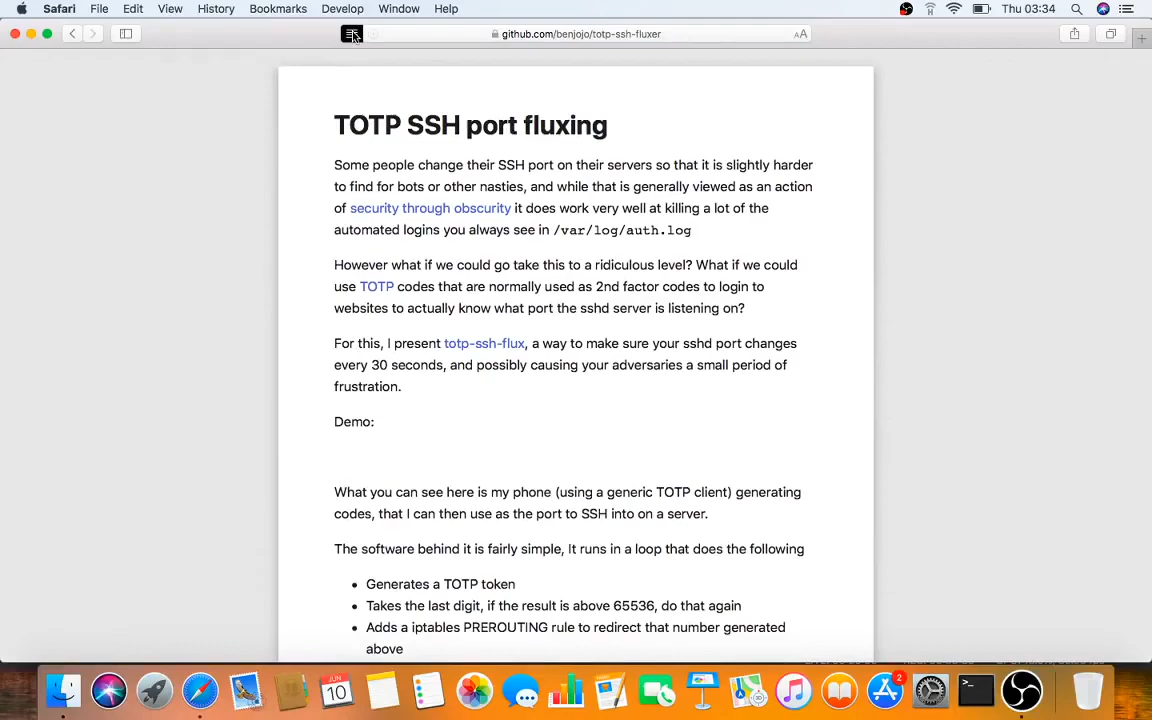 Safari File Edit View History Bookmarks Develop Window Help Thu 03:34
github.com/benjojo/totp-ssh-fluxer AA
TOTP SSH port fluxing
Some people change their SSH port on their servers so that it is slightly harder
to find for bots or other nasties, and while that is generally viewed as an action
of security through obscurity it does work very well at killing a lot of the
automated logins you always see in /var/log/auth.log
However what if we could go take this to a ridiculous level? What if we could
use TOTP codes that are normally used as 2nd factor codes to login to
websites to actually know what port the sshd server is listening on?
For this, I present totp-ssh-flux, a way to make sure your sshd port changes
every 30 seconds, and possibly causing your adversaries a small period of
frustration.
Demo:
What you can see here is my phone (using a generic TOTP client) generating
codes, that I can then use as the port to SSH into on a server.
The software behind it is fairly simple, It runs in a loop that does the following
• Generates a TOTP token
• Takes the last digit, if the result is above 65536, do that again
• Adds a iptables PREROUTING rule to redirect that number generated
above
JUN
10
2